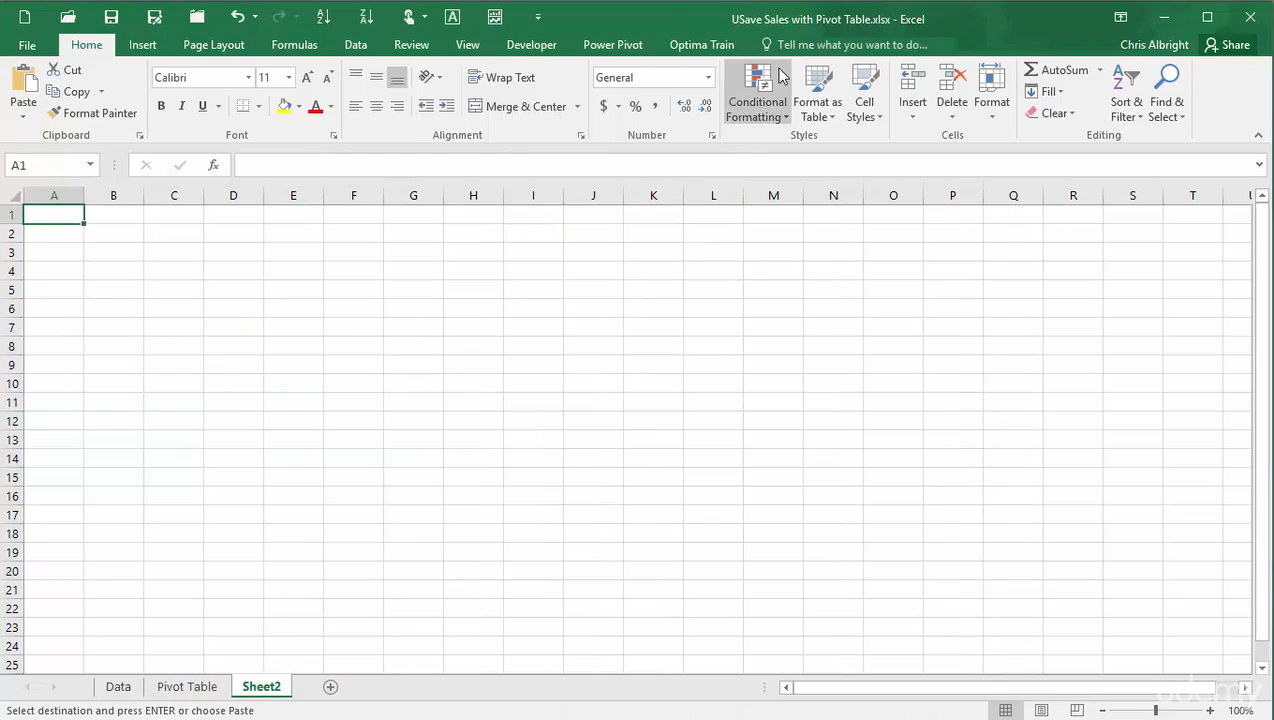 USave Sales with Pivot Table.xlsx - Excel
File Home Insert Page Layout Formulas Data Review View Developer Power Pivot Optima Train Tell me what you want to do... Chris Albright Share
Cut
Copy
Format Painter
Paste
Clipboard
Calibri 11
B I U
Font
Wrap Text
Merge & Center
Alignment
General
$ % ,
Number
Conditional Formatting
Format as Table
Cell Styles
Styles
Insert Delete Format
Cells
AutoSum
Fill
Clear
Sort & Filter
Find & Select
Editing
A1 fx
A B C D E F G H I J K L M N O P Q R S T U
1
2
3
4
5
6
7
8
9
10
11
12
13
14
15
16
17
18
19
20
21
22
23
24
25
Data Pivot Table Sheet2
Select destination and press ENTER or choose Paste 100%
udemy